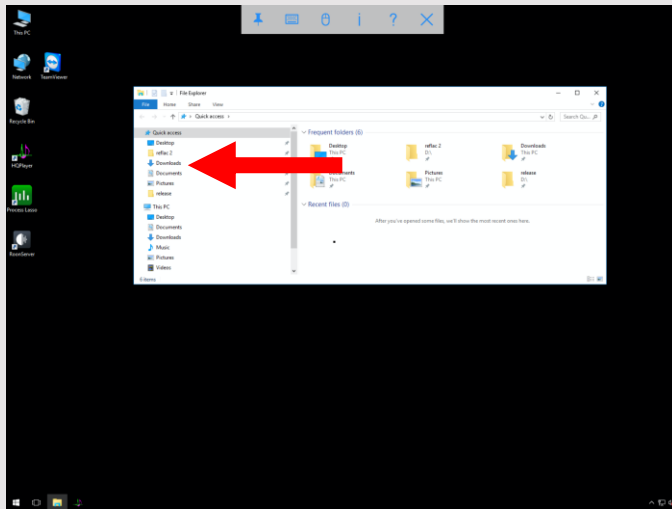 This PC
Network
TeamViewer
Recycle Bin
HQPlayer
Process Lasso
RoonServer
File Explorer
File Home Share View
Quick access
Search Qu...
Quick access
Desktop
reflac 2
Downloads
Documents
Pictures
release
This PC
Desktop
Documents
Downloads
Music
Pictures
Videos
Frequent folders (6)
Desktop
This PC
reflac 2
D:\
Downloads
This PC
This PC
Pictures
This PC
release
D:\
Recent files (0)
After you've opened some files, we'll show the most recent ones here.
6 items